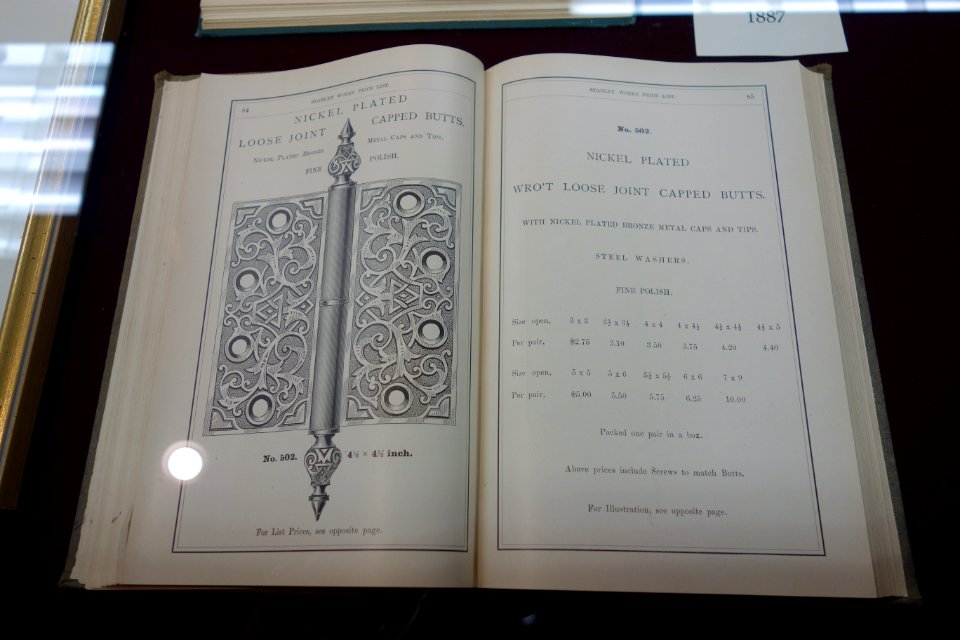 1887
84
STANLEY WORKS PRICE LIST.
NICKEL PLATED
LOOSE JOINT CAPPED BUTTS.
NICKEL PLATED BRONZE METAL CAPS AND TIPS.
FINE POLISH.
No. 502. 4½ × 4½ inch.
For List Prices, see opposite page.
STANLEY WORKS PRICE LIST. 85
No. 502.
NICKEL PLATED
WRO'T LOOSE JOINT CAPPED BUTTS.
WITH NICKEL PLATED BRONZE METAL CAPS AND TIPS.
STEEL WASHERS.
FINE POLISH.
Size open, 3 x 3 3½ x 3½ 4 x 4 4 x 4½ 4½ x 4½ 4½ x 5
Per pair, $2.75 3.10 3.50 3.75 4.20 4.40
Size open, 5 x 5 5 x 6 5½ x 5½ 6 x 6 7 x 9
Per pair, $5.00 5.50 5.75 6.25 10.00
Packed one pair in a box.
Above prices include Screws to match Butts.
For Illustration, see opposite page.